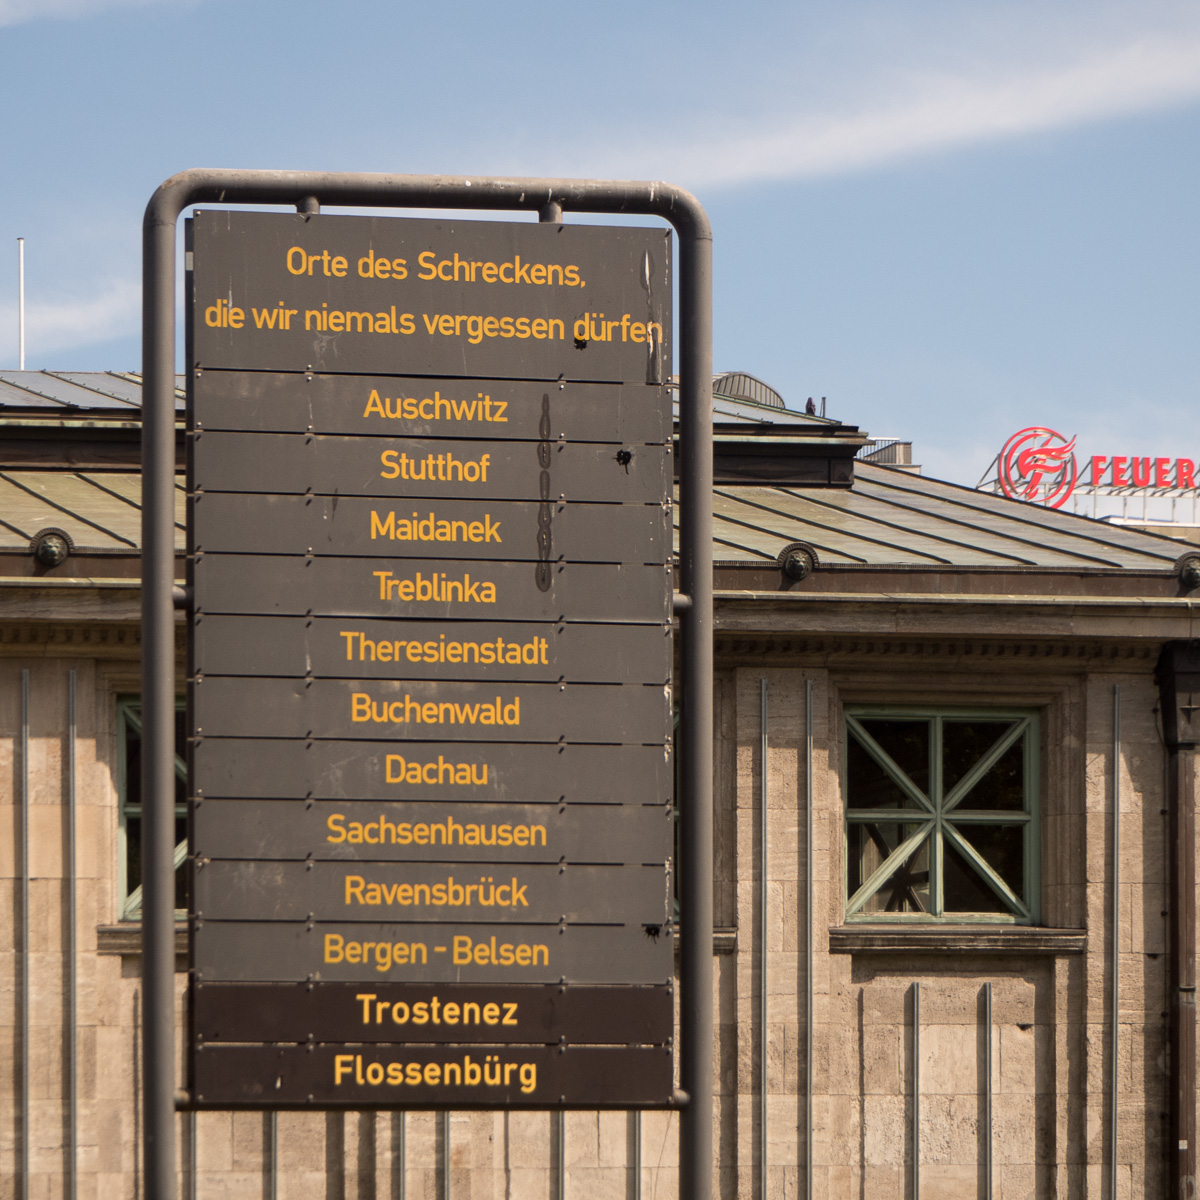 Orte des Schreckens,
die wir niemals vergessen dürfen
Auschwitz
Stutthof
Maidanek
Treblinka
Theresienstadt
Buchenwald
Dachau
Sachsenhausen
Ravensbrück
Bergen - Belsen
Trostenez
Flossenbürg
FEUER